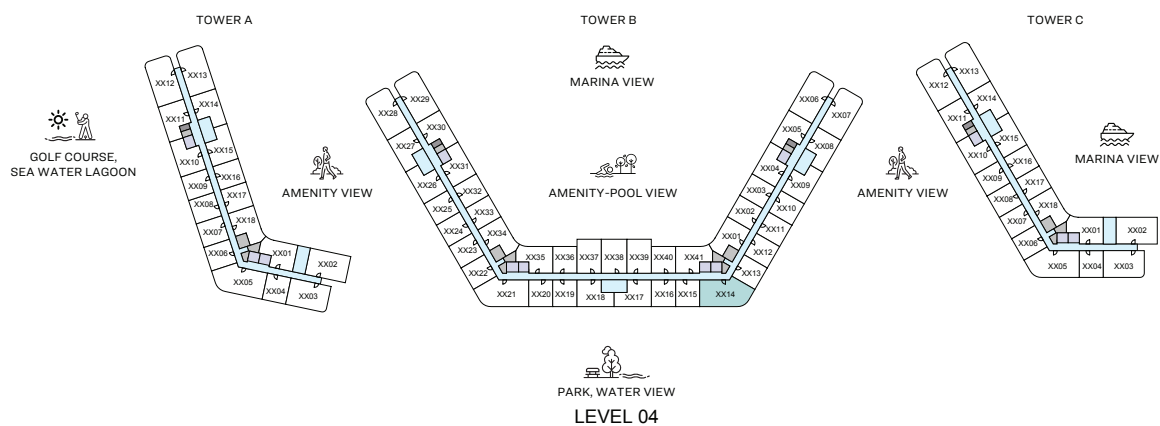 TOWER A
TOWER B
TOWER C
MARINA VIEW
GOLF COURSE,
SEA WATER LAGOON
AMENITY VIEW
AMENITY-POOL VIEW
AMENITY VIEW
MARINA VIEW
XX13
XX12
XX14
XX11
XX15
XX10
XX16
XX09
XX17
XX08
XX18
XX07
XX06
XX01
XX02
XX05
XX04
XX03
XX29
XX28
XX30
XX27
XX31
XX26
XX32
XX25
XX33
XX24
XX34
XX23
XX22
XX35
XX36
XX37
XX38
XX39
XX40
XX41
XX21
XX20
XX19
XX18
XX17
XX16
XX15
XX14
XX06
XX07
XX05
XX08
XX04
XX09
XX03
XX10
XX02
XX11
XX01
XX12
XX13
XX13
XX12
XX14
XX11
XX15
XX10
XX16
XX09
XX17
XX08
XX18
XX07
XX06
XX01
XX02
XX05
XX04
XX03
PARK, WATER VIEW
LEVEL 04